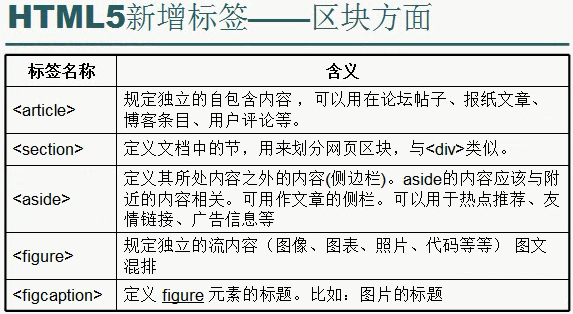 HTML5新增标签——区块方面
标签名称 含义
<article> 规定独立的自包含内容，可以用在论坛帖子、报纸文章、
博客条目、用户评论等。
<section> 定义文档中的节，用来划分网页区块，与<div>类似。
定义其所处内容之外的内容(侧边栏)。aside的内容应该与附
<aside> 近的内容相关。可用作文章的侧栏。可以用于热点推荐、友
情链接、广告信息等
<figure> 规定独立的流内容（图像、图表、照片、代码等等） 图文
混排
<figcaption> 定义 figure 元素的标题。比如：图片的标题